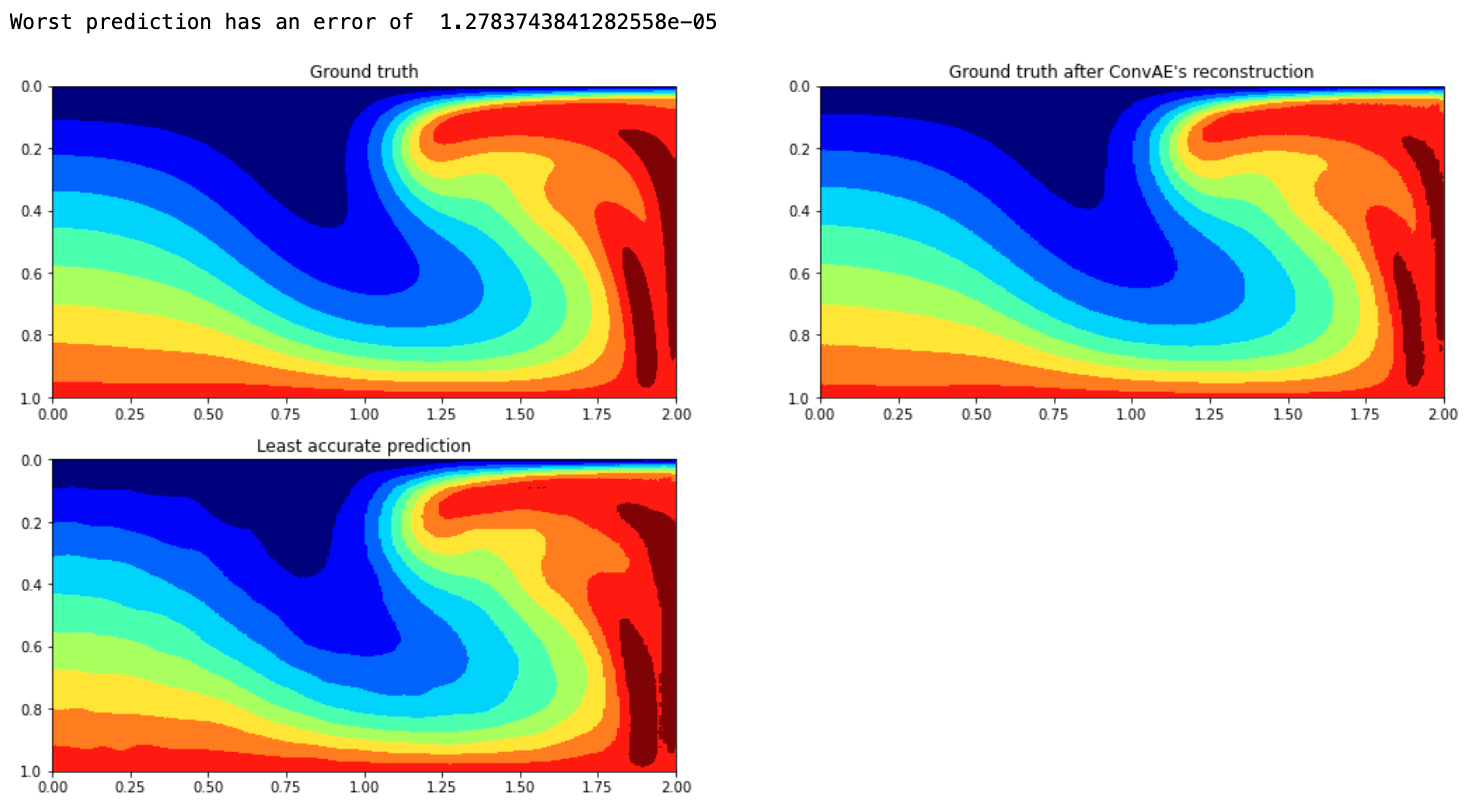 Worst prediction has an error of 1.2783743841282558e-05
Ground truth
0.0
0.2
0.4
0.6
0.8
1.0
0.00 0.25 0.50 0.75 1.00 1.25 1.50 1.75 2.00
Ground truth after ConvAE's reconstruction
0.0
0.2
0.4
0.6
0.8
1.0
0.00 0.25 0.50 0.75 1.00 1.25 1.50 1.75 2.00
Least accurate prediction
0.0
0.2
0.4
0.6
0.8
1.0
0.00 0.25 0.50 0.75 1.00 1.25 1.50 1.75 2.00